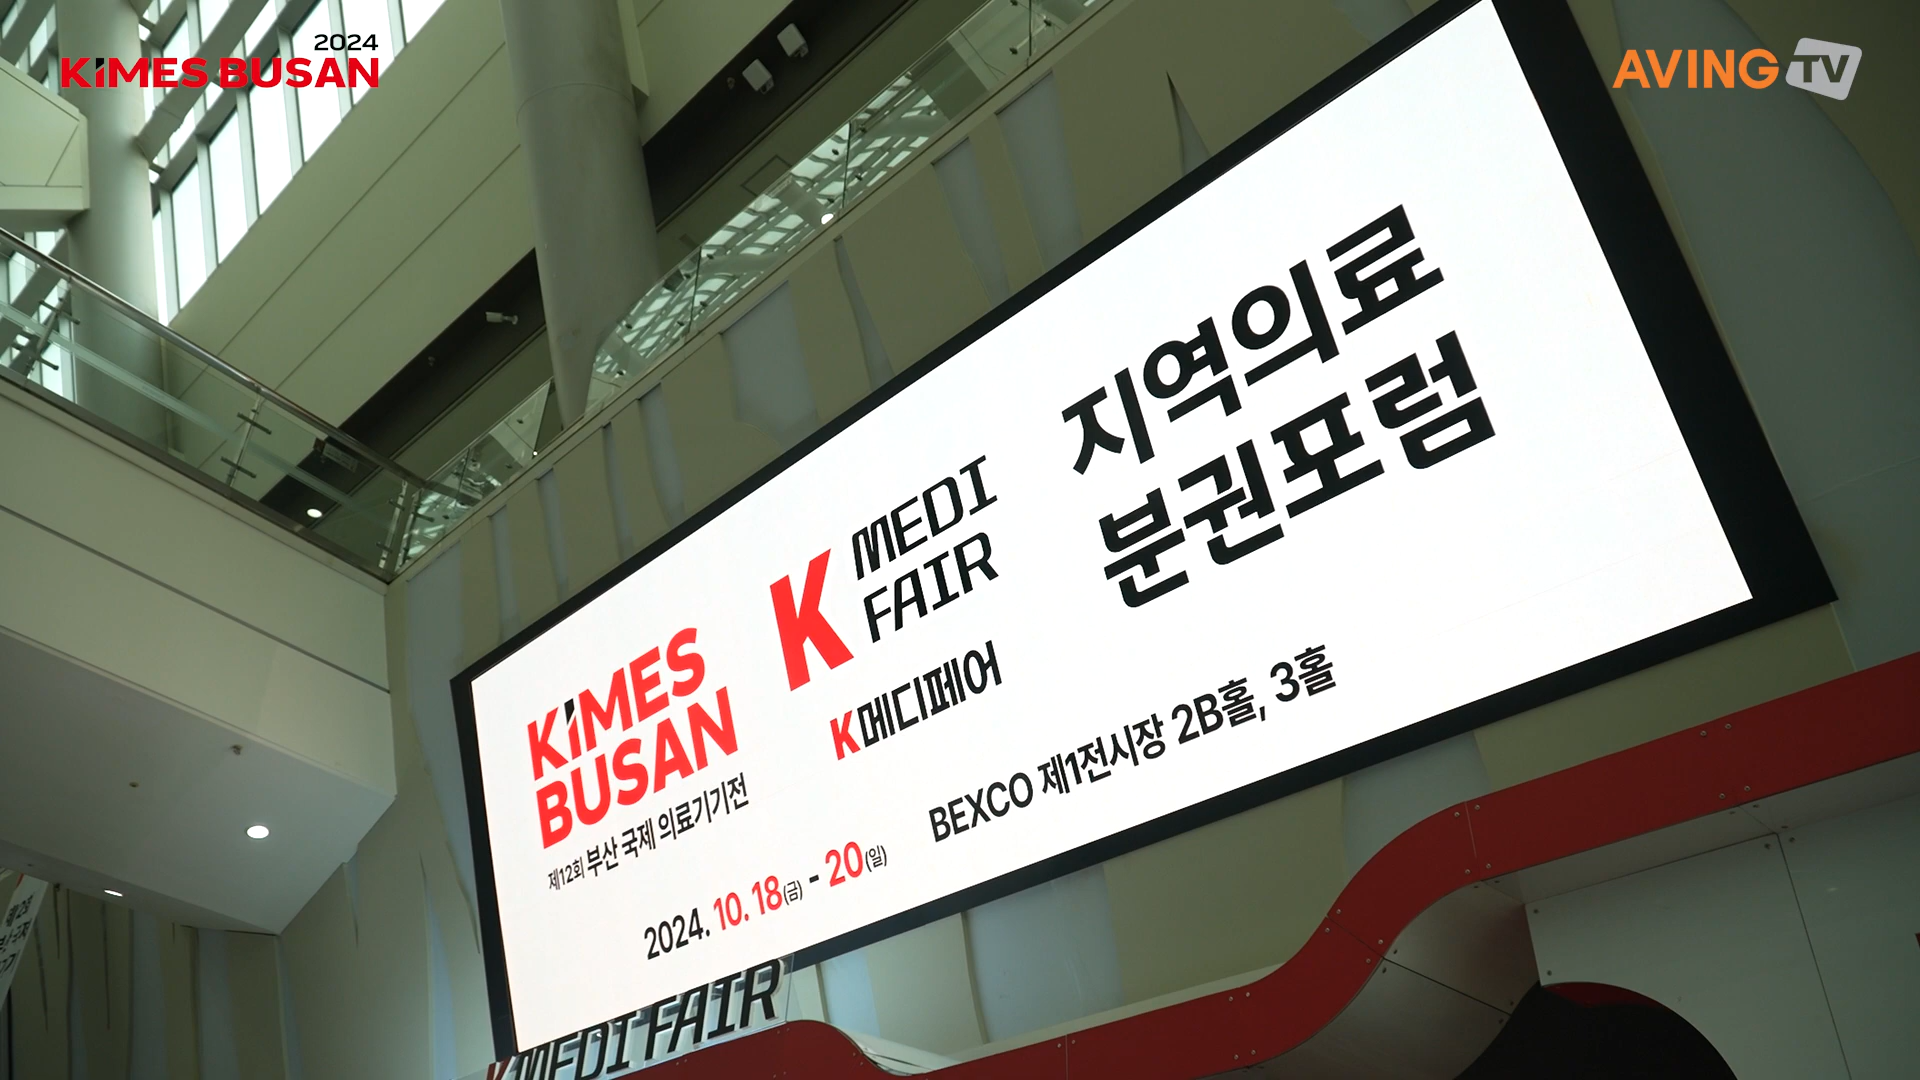 2024
KIMES BUSAN
AVING TV
지역의료
분권포럼
K MEDI
FAIR
K메디페어
KIMES
BUSAN
제12회 부산 국제 의료기기전
2024. 10. 18(금) - 20(일)
BEXCO 제1전시장 2B홀, 3홀
K MEDI FAIR